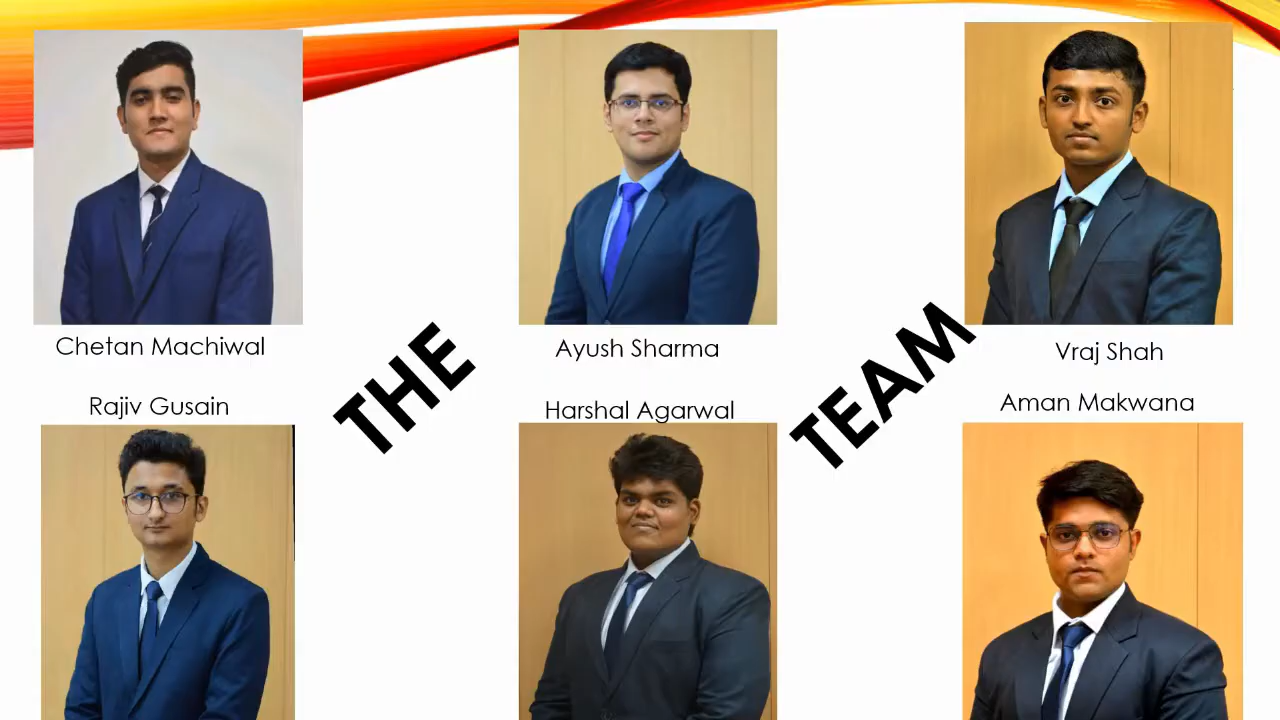 Chetan Machiwal
Ayush Sharma
Vraj Shah
THE
TEAM
Rajiv Gusain
Harshal Agarwal
Aman Makwana